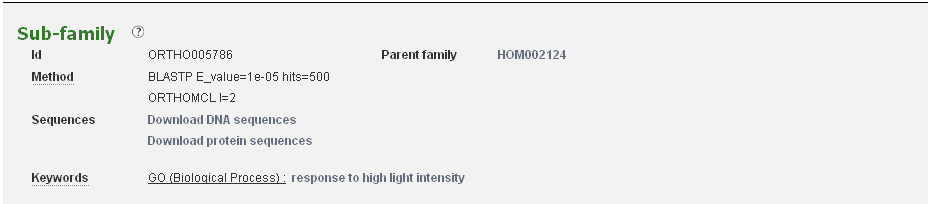 Sub-family ?
Id ORTHO005786 Parent family HOM002124
Method BLASTP E_value=1e-05 hits=500
ORTHOMCL I=2
Sequences Download DNA sequences
Download protein sequences
Keywords GO (Biological Process) : response to high light intensity